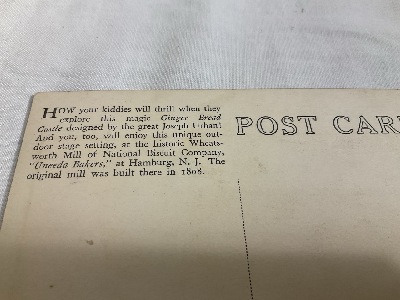 HOW your kiddies will thrill when they
explore this magic Ginger Bread
Castle designed by the great Joseph Urban!
And you, too, will enjoy this unique out-
door stage setting, at the historic Wheats-
worth Mill of National Biscuit Company,
"Uneeda Bakers," at Hamburg, N. J. The
original mill was built there in 1808.
POST CAR